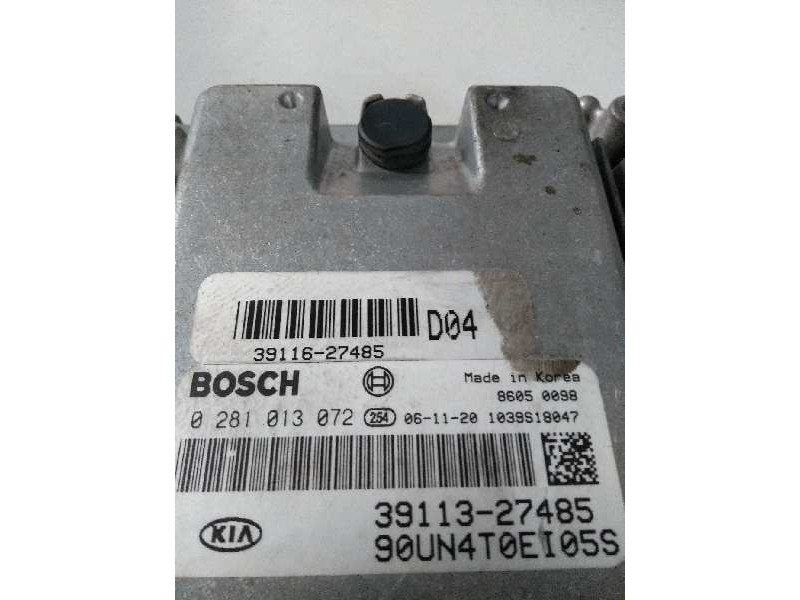 D04
39116-27485
BOSCH
Made in Korea
8605 0098
0 281 013 072 254 06-11-20 1039S18047
39113-27485
KIA
90UN4T0EI05S